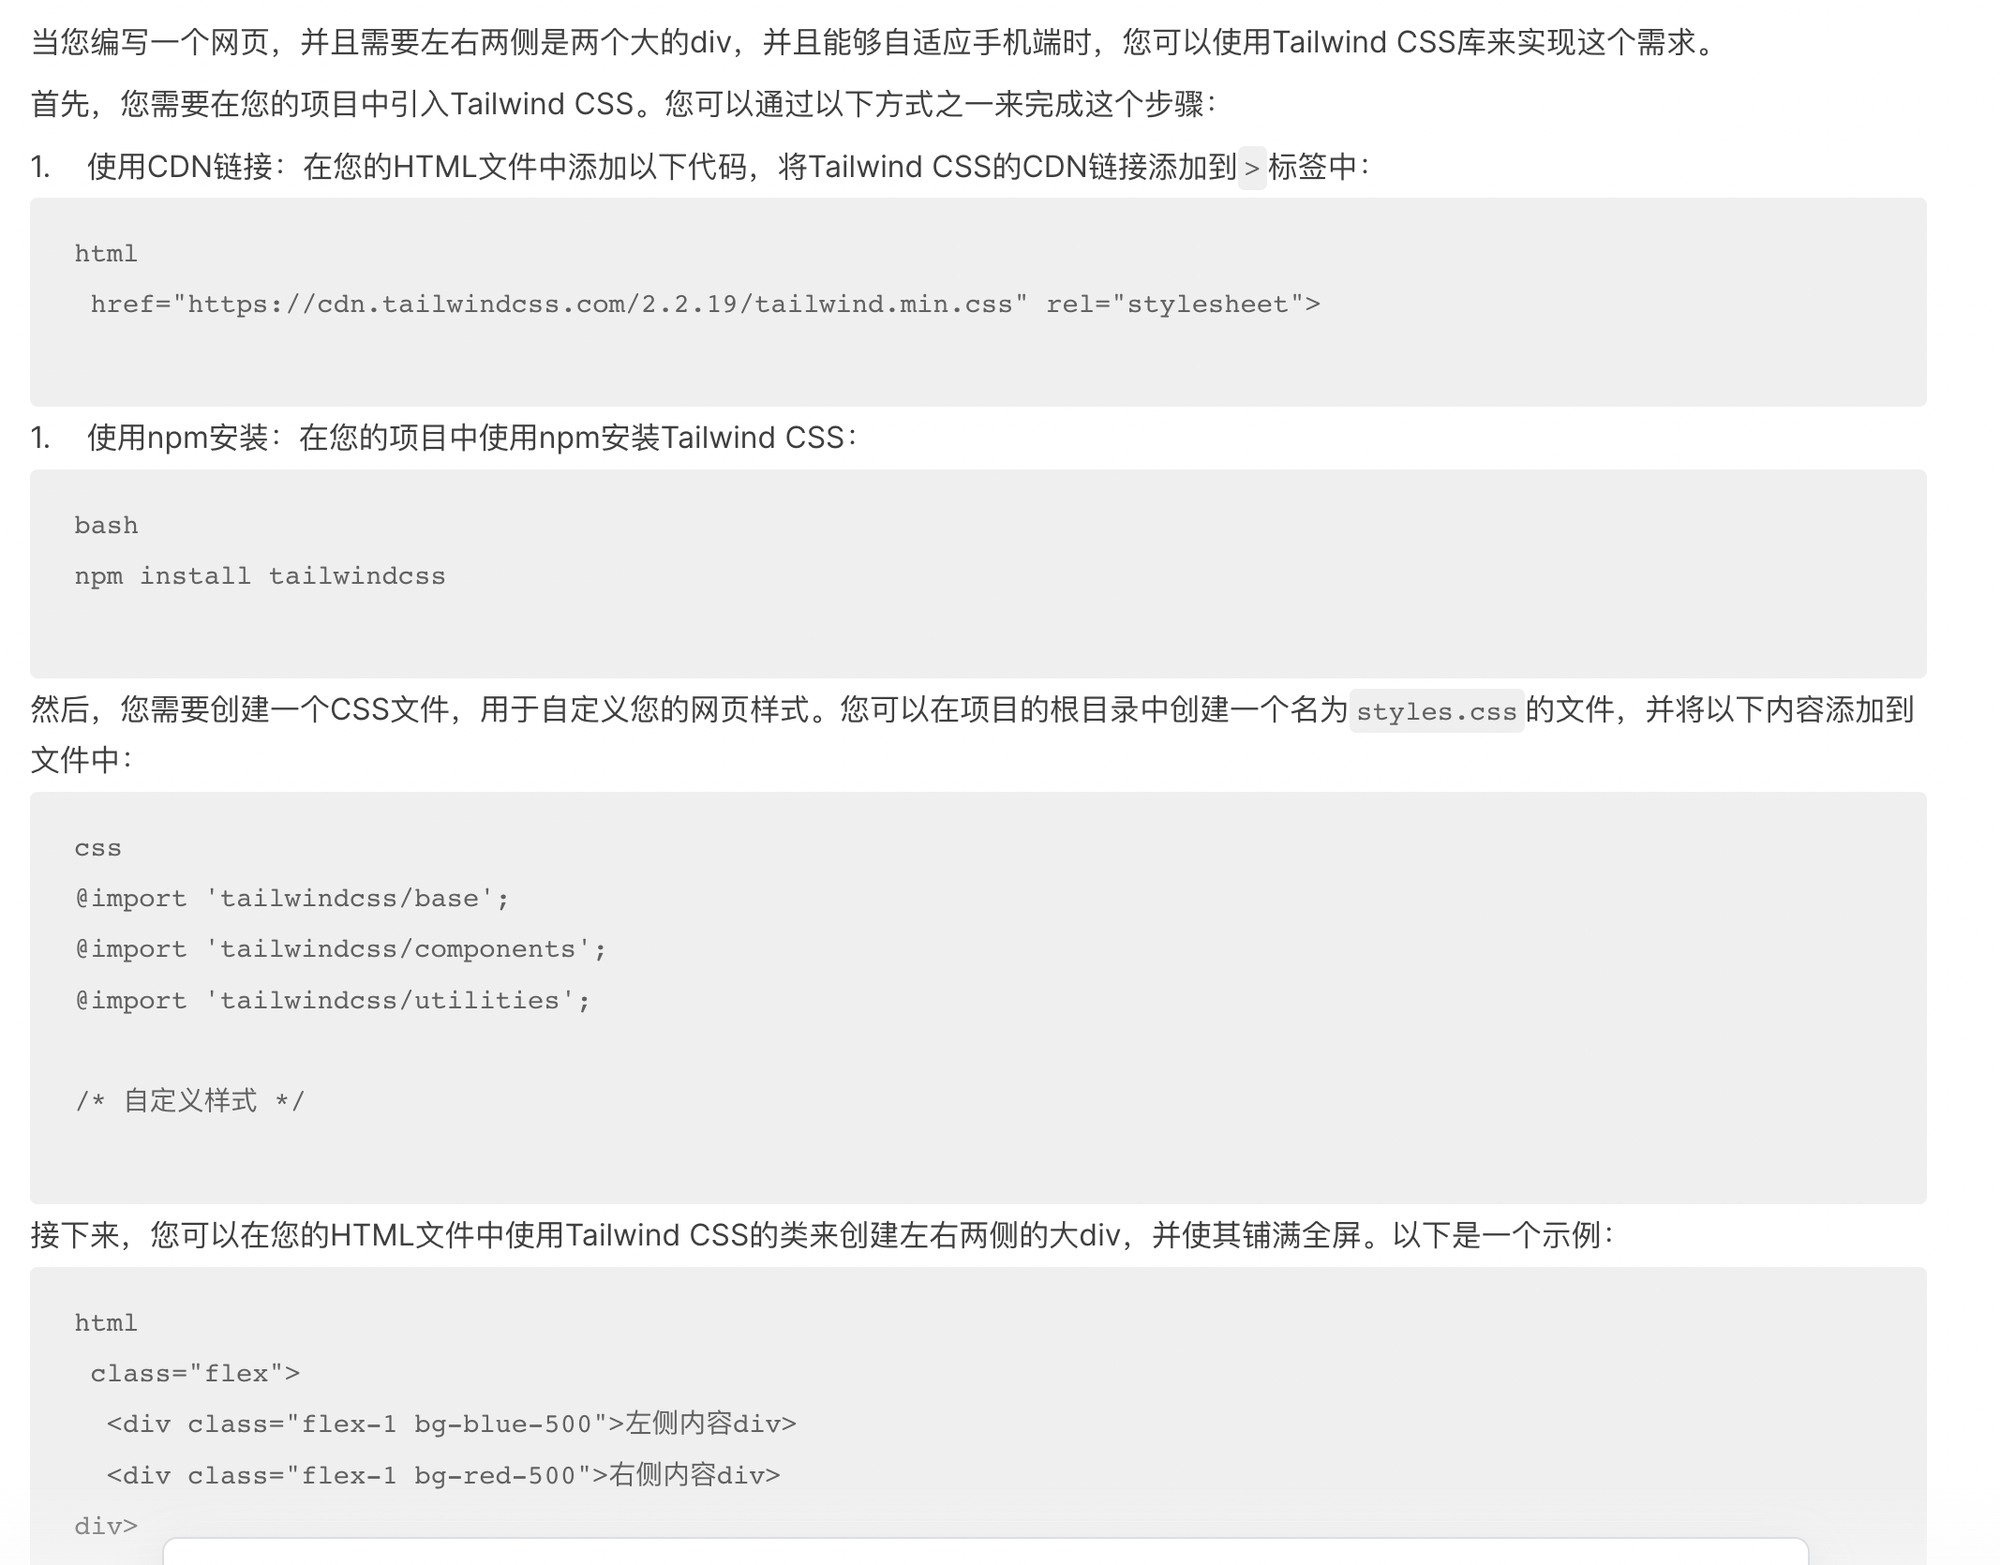 当您编写一个网页，并且需要左右两侧是两个大的div，并且能够自适应手机端时，您可以使用Tailwind CSS库来实现这个需求。
首先，您需要在您的项目中引入Tailwind CSS。您可以通过以下方式之一来完成这个步骤：
1. 使用CDN链接：在您的HTML文件中添加以下代码，将Tailwind CSS的CDN链接添加到>标签中：
html
 href="https://cdn.tailwindcss.com/2.2.19/tailwind.min.css" rel="stylesheet">
1. 使用npm安装：在您的项目中使用npm安装Tailwind CSS：
bash
npm install tailwindcss
然后，您需要创建一个CSS文件，用于自定义您的网页样式。您可以在项目的根目录中创建一个名为styles.css的文件，并将以下内容添加到
文件中：
css
@import 'tailwindcss/base';
@import 'tailwindcss/components';
@import 'tailwindcss/utilities';
/* 自定义样式 */
接下来，您可以在您的HTML文件中使用Tailwind CSS的类来创建左右两侧的大div，并使其铺满全屏。以下是一个示例：
html
 class="flex">
  <div class="flex-1 bg-blue-500">左侧内容div>
  <div class="flex-1 bg-red-500">右侧内容div>
div>